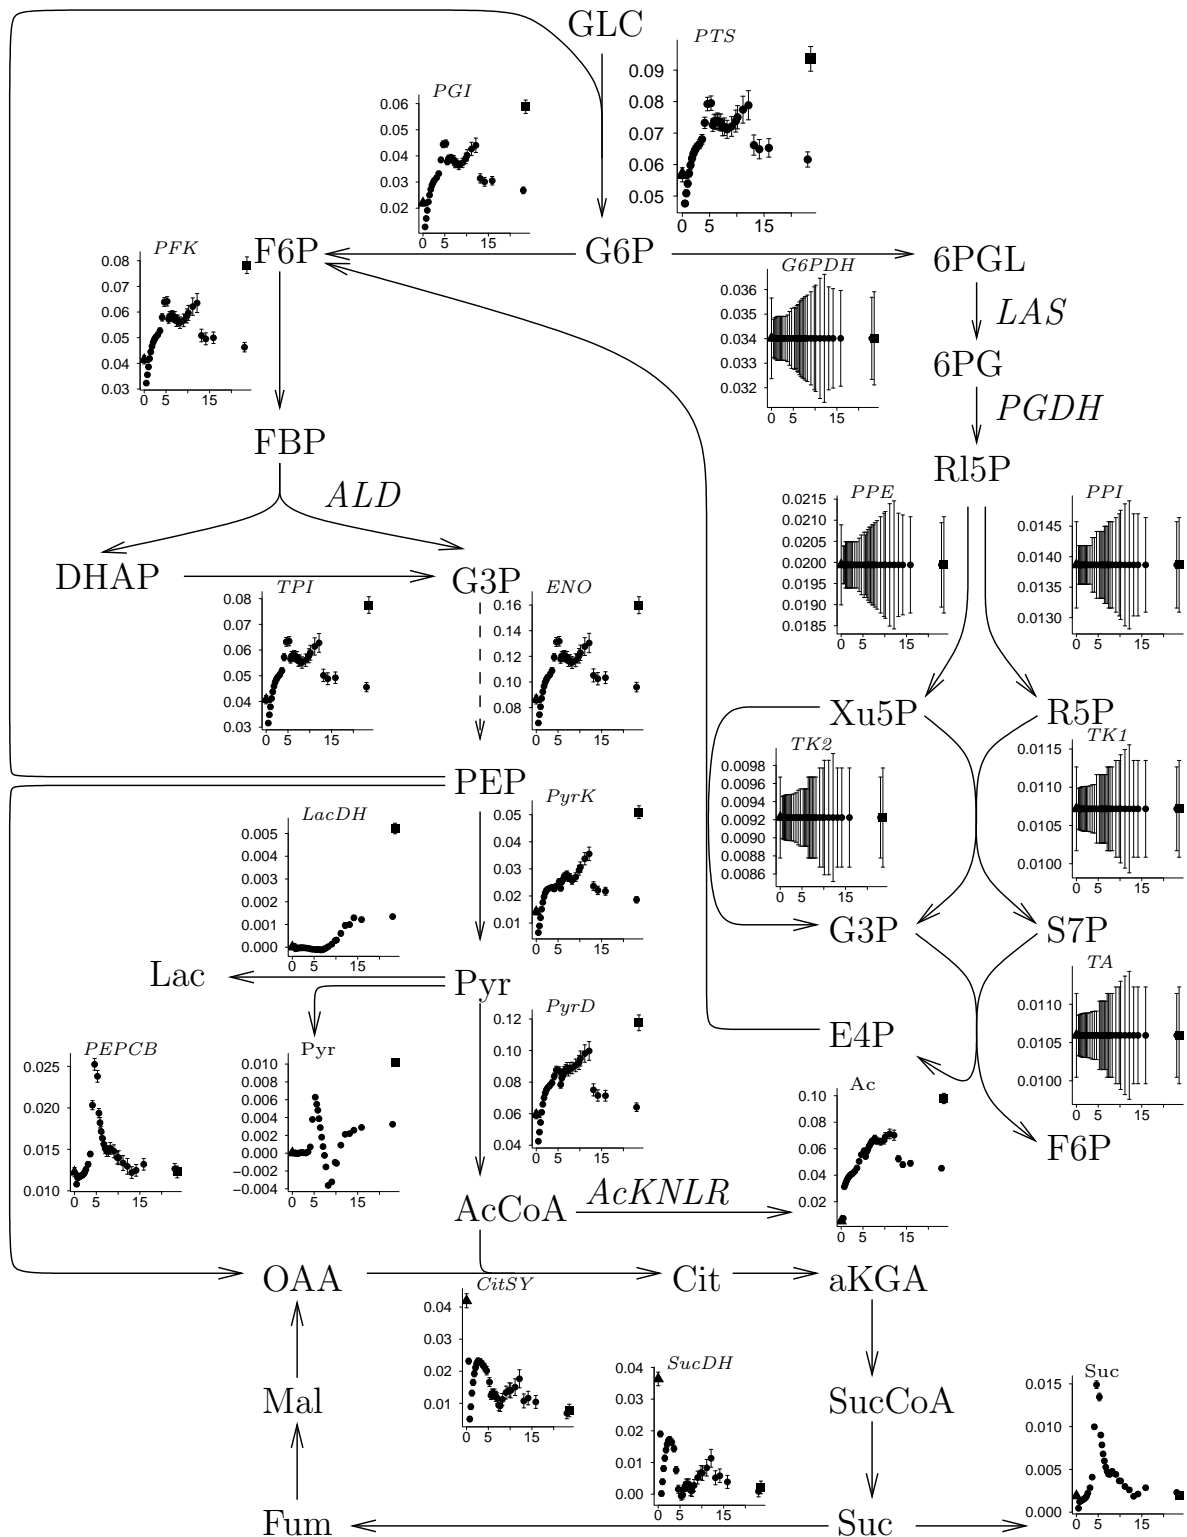 GLC
PTS
0.09
0.08
0.07
0.06
0.05
0 5 15
PGI
0.06
0.05
0.04
0.03
0.02
0 5 15
PFK
0.08
0.07
0.06
0.05
0.04
0.03
0 5 15
F6P
G6P
6PGL
G6PDH
0.036
0.035
0.034
0.033
0.032
0 5 15
LAS
6PG
PGDH
FBP
Rl5P
ALD
PPE
0.0215
0.0210
0.0205
0.0200
0.0195
0.0190
0.0185
0 5 15
PPI
0.0145
0.0140
0.0135
0.0130
0 5 15
DHAP
G3P
TPI
0.08
0.07
0.06
0.05
0.04
0.03
0 5 15
ENO
0.16
0.14
0.12
0.10
0.08
0 5 15
Xu5P
R5P
TK2
0.0098
0.0096
0.0094
0.0092
0.0090
0.0088
0.0086
0 5 15
TK1
0.0115
0.0110
0.0105
0.0100
0 5 15
PEP
LacDH
0.005
0.004
0.003
0.002
0.001
0.000
0 5 15
PyrK
0.05
0.04
0.03
0.02
0.01
0 5 15
G3P
S7P
Lac
Pyr
TA
0.0110
0.0105
0.0100
0 5 15
PEPCB
0.025
0.020
0.015
0.010
0 5 15
Pyr
0.010
0.008
0.006
0.004
0.002
0.000
−0.002
−0.004
0 5 15
PyrD
0.12
0.10
0.08
0.06
0.04
0 5 15
E4P
Ac
0.10
0.08
0.06
0.04
0.02
0 5 15
F6P
AcCoA
AcKNLR
OAA
Cit
aKGA
CitSY
0.04
0.03
0.02
0.01
0 5 15
SucDH
0.04
0.03
0.02
0.01
0.00
0 5 15
Suc
0.015
0.010
0.005
0.000
0 5 15
Mal
SucCoA
Fum
Suc